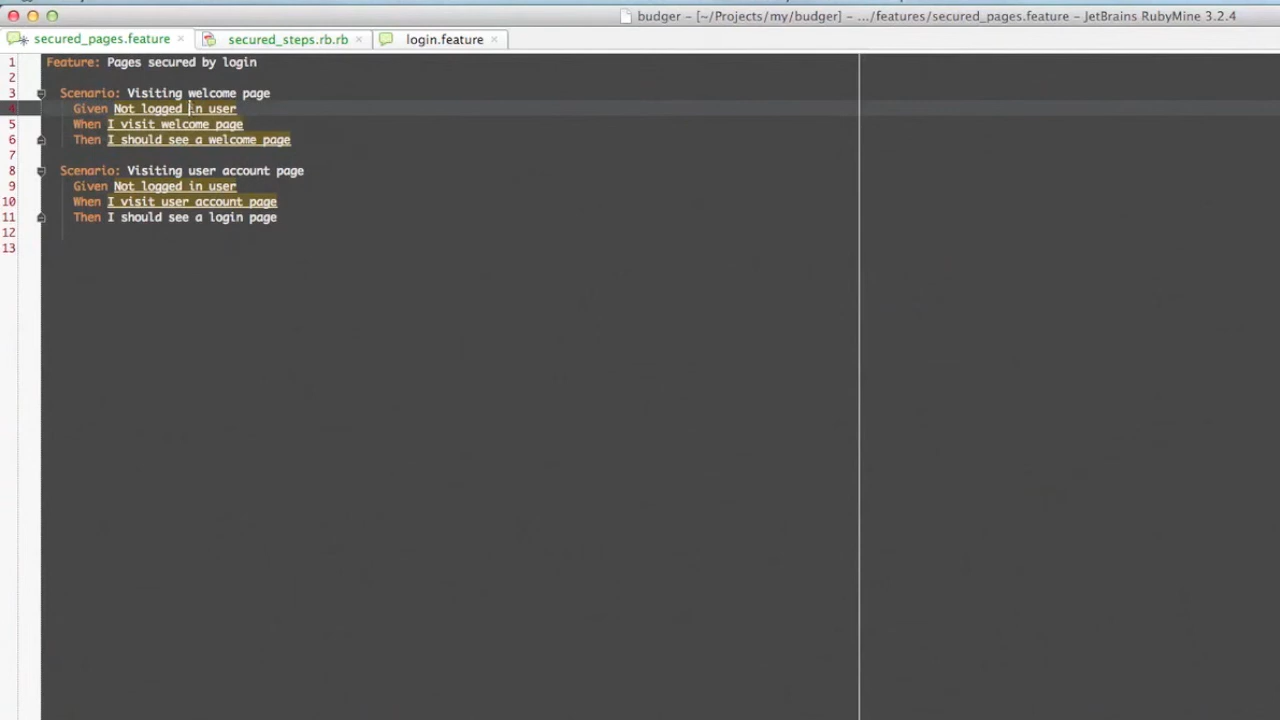 budger – [~/Projects/my/budger] – .../features/secured_pages.feature – JetBrains RubyMine 3.2.4
secured_pages.feature secured_steps.rb.rb login.feature
1 Feature: Pages secured by login
2
3 Scenario: Visiting welcome page
4 Given Not logged in user
5 When I visit welcome page
6 Then I should see a welcome page
7
8 Scenario: Visiting user account page
9 Given Not logged in user
10 When I visit user account page
11 Then I should see a login page
12
13